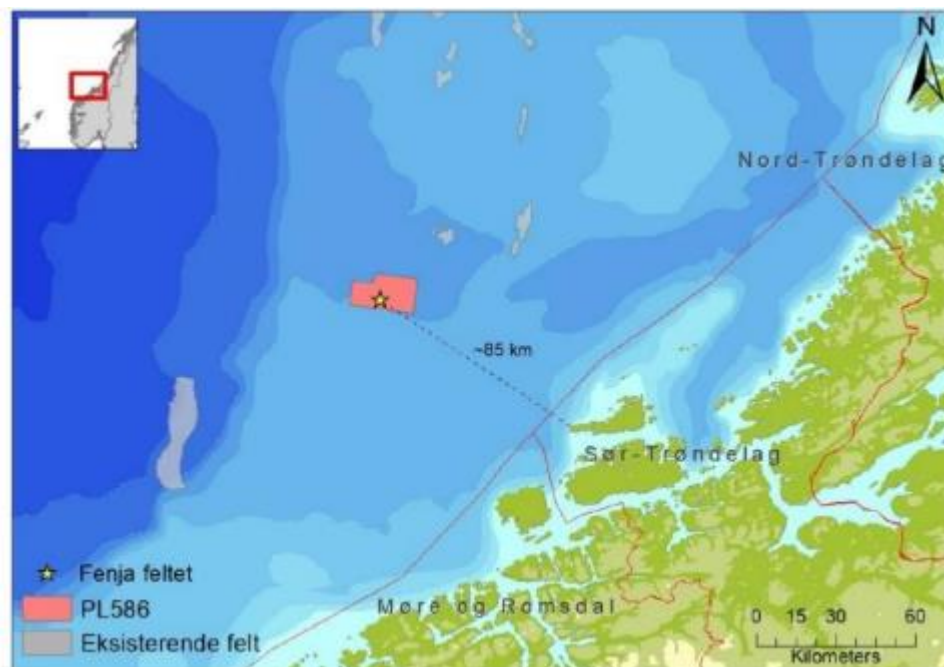 N
Nord-Trøndelag
~85 km
Sør-Trøndelag
Fenja feltet
PL586
Eksisterende felt
Møre og Romsdal
0 15 30 60
Kilometers